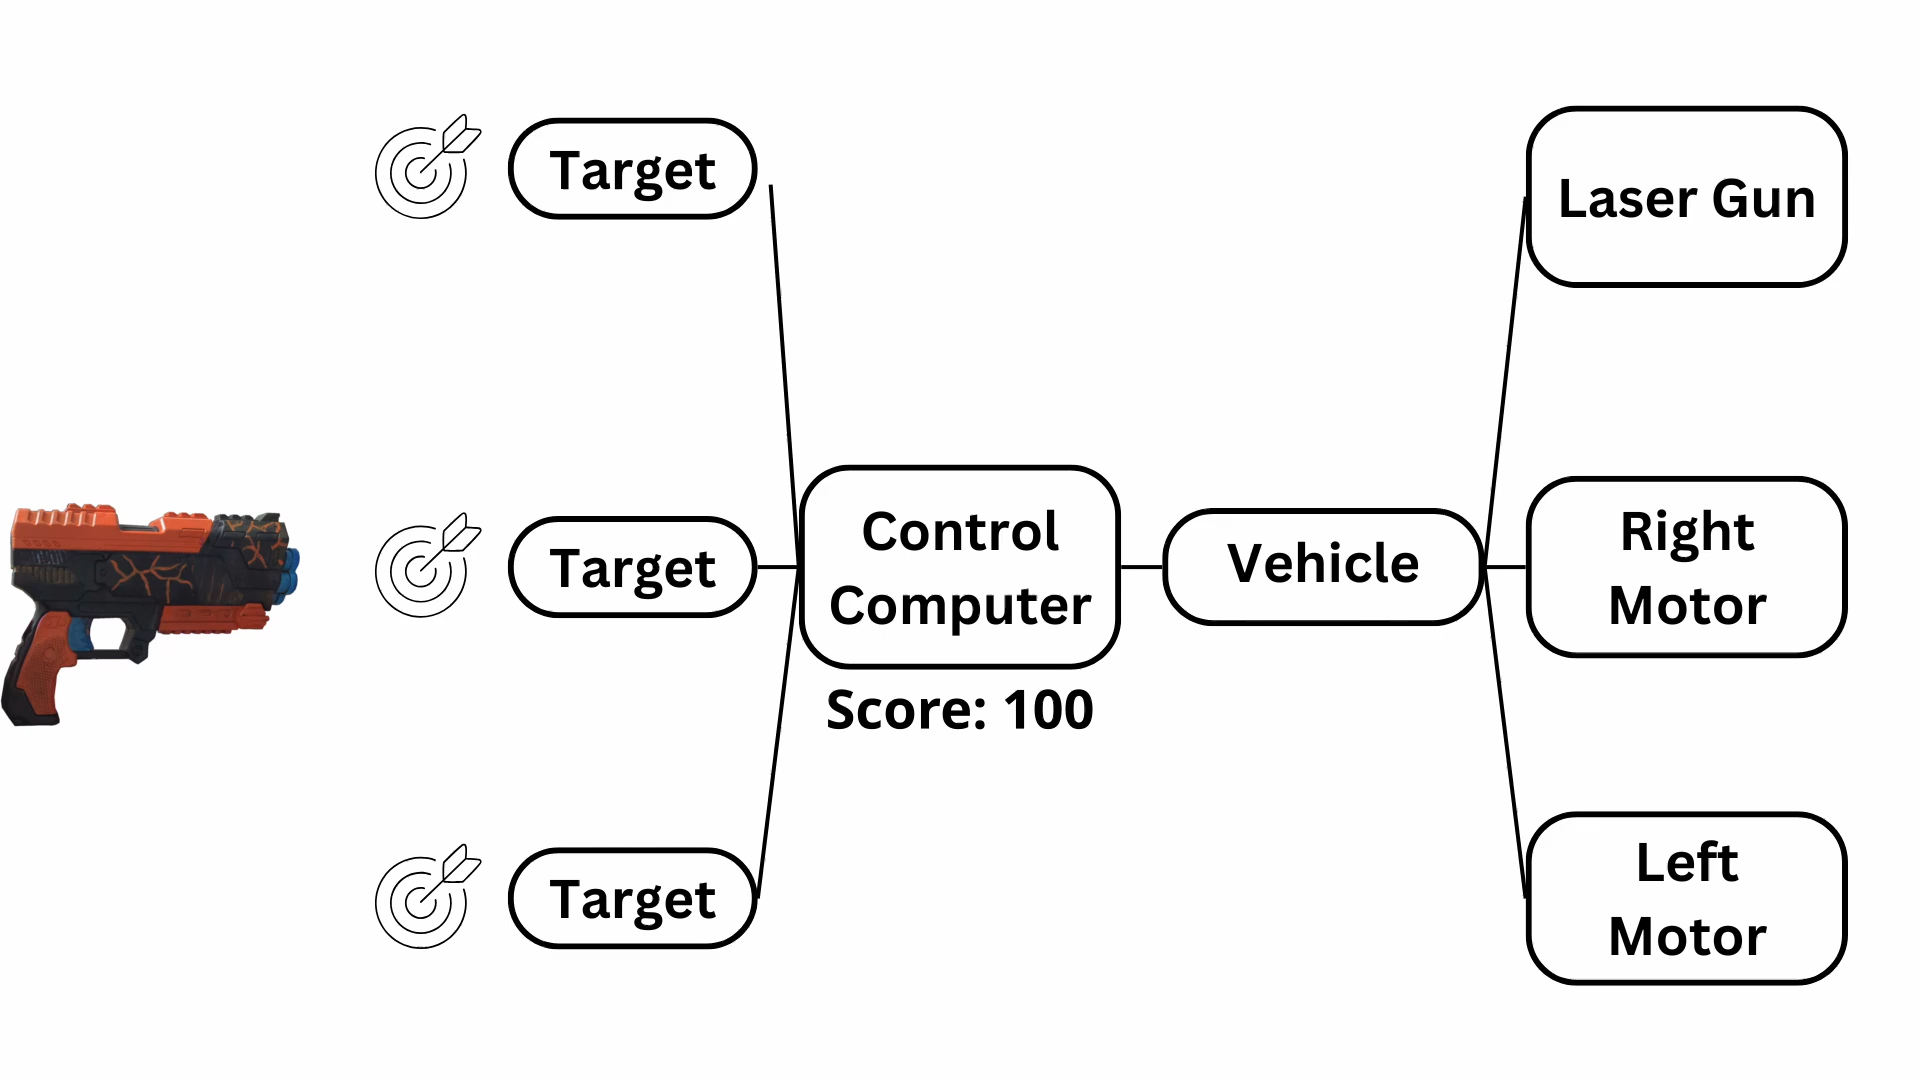 Target
Target
Target
Control
Computer
Score: 100
Vehicle
Laser Gun
Right
Motor
Left
Motor